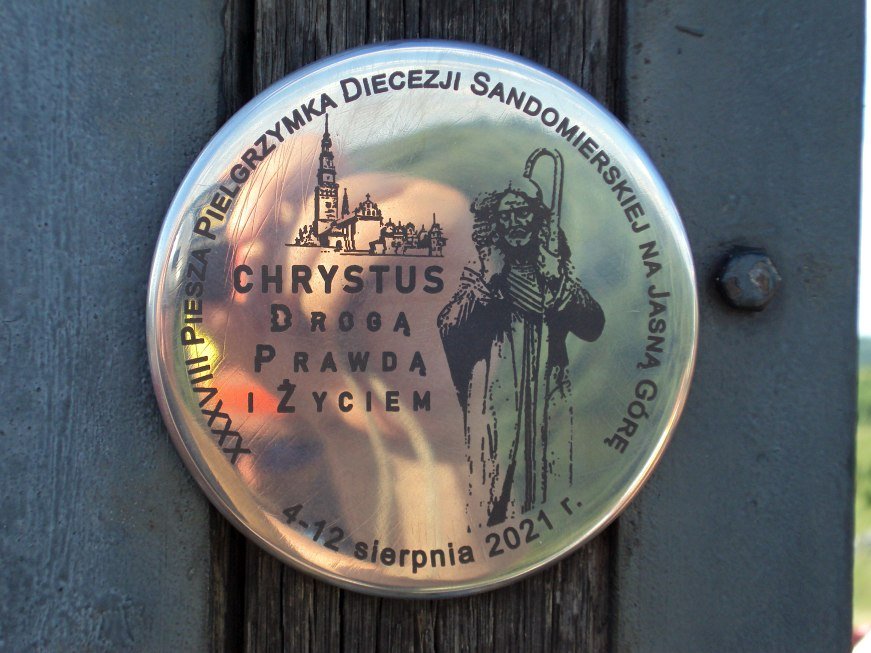 XXXVIII Piesza Pielgrzymka Diecezji Sandomierskiej na Jasną Górę
CHRYSTUS
DROGĄ
PRAWDĄ
I ŻYCIEM
4-12 sierpnia 2021 r.